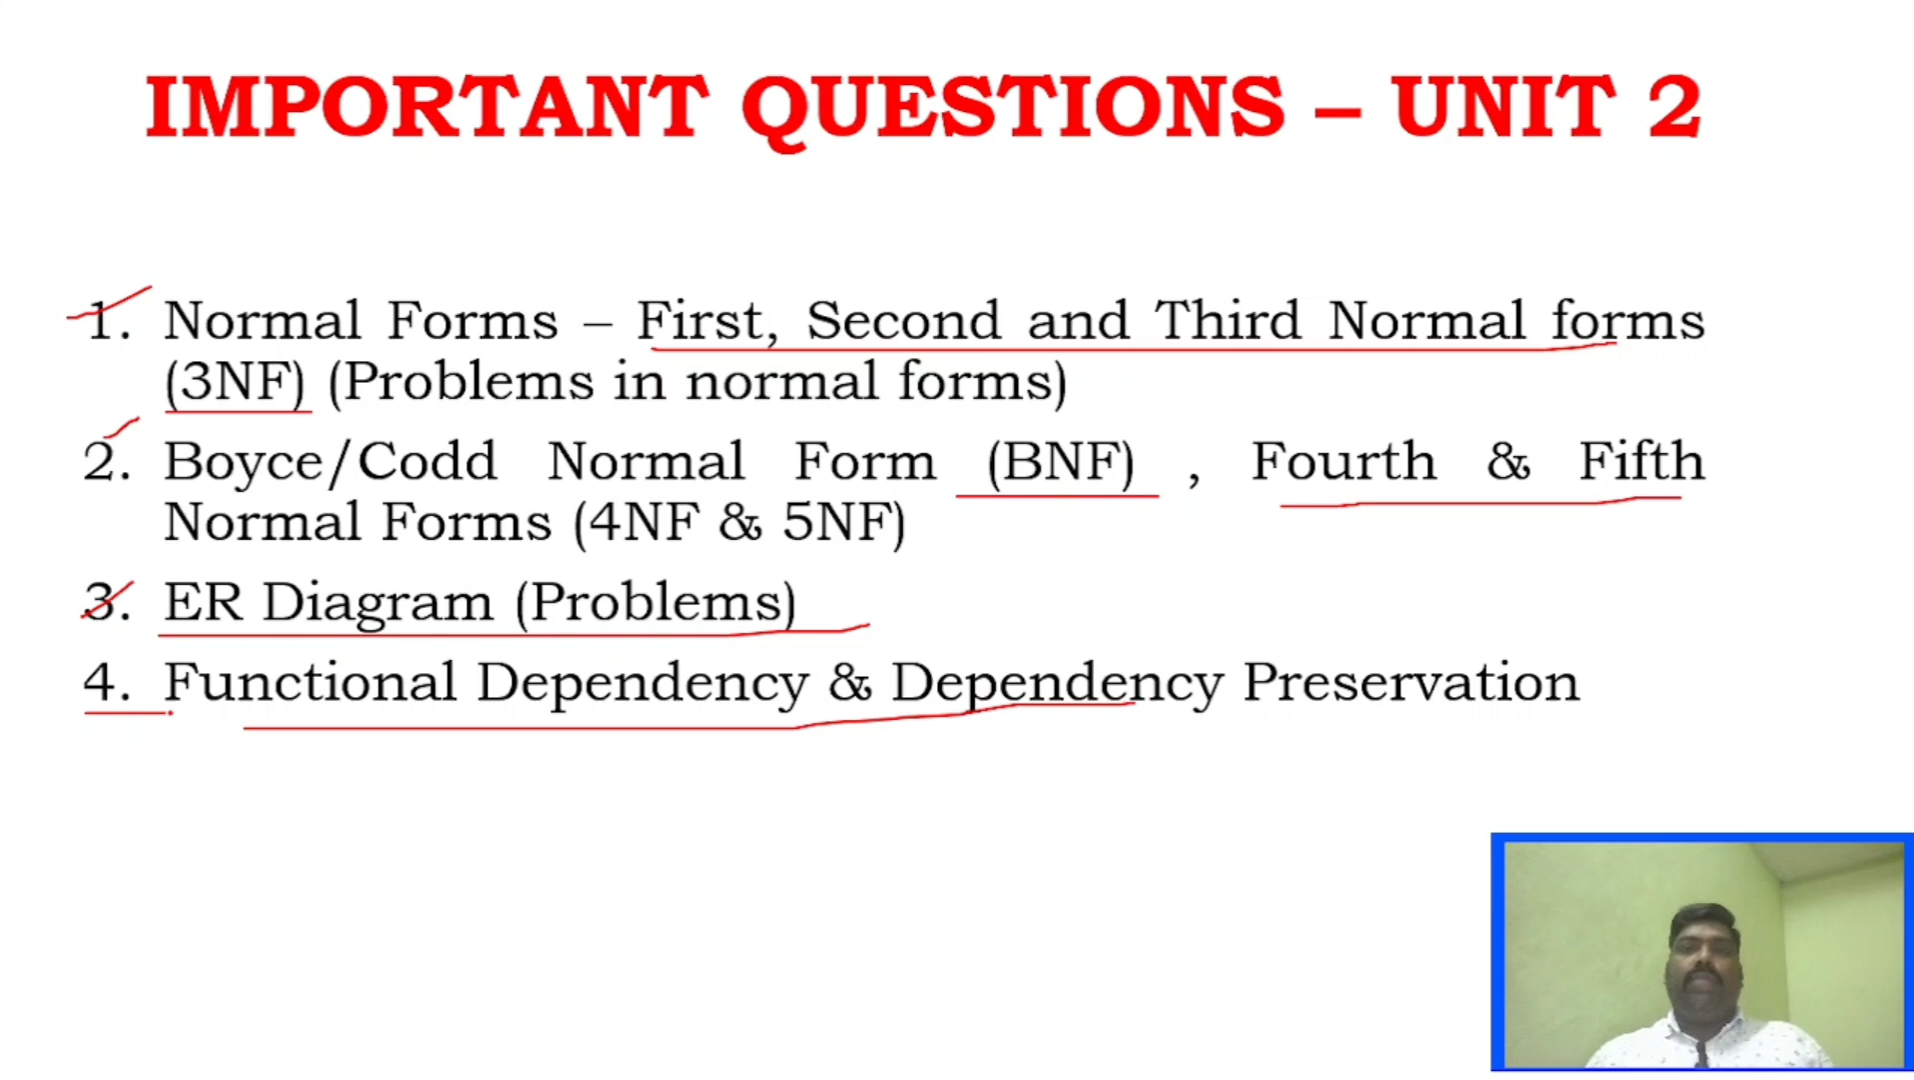 IMPORTANT QUESTIONS – UNIT 2
1. Normal Forms – First, Second and Third Normal forms
(3NF) (Problems in normal forms)
2. Boyce/Codd Normal Form (BNF) , Fourth & Fifth
Normal Forms (4NF & 5NF)
3. ER Diagram (Problems)
4. Functional Dependency & Dependency Preservation